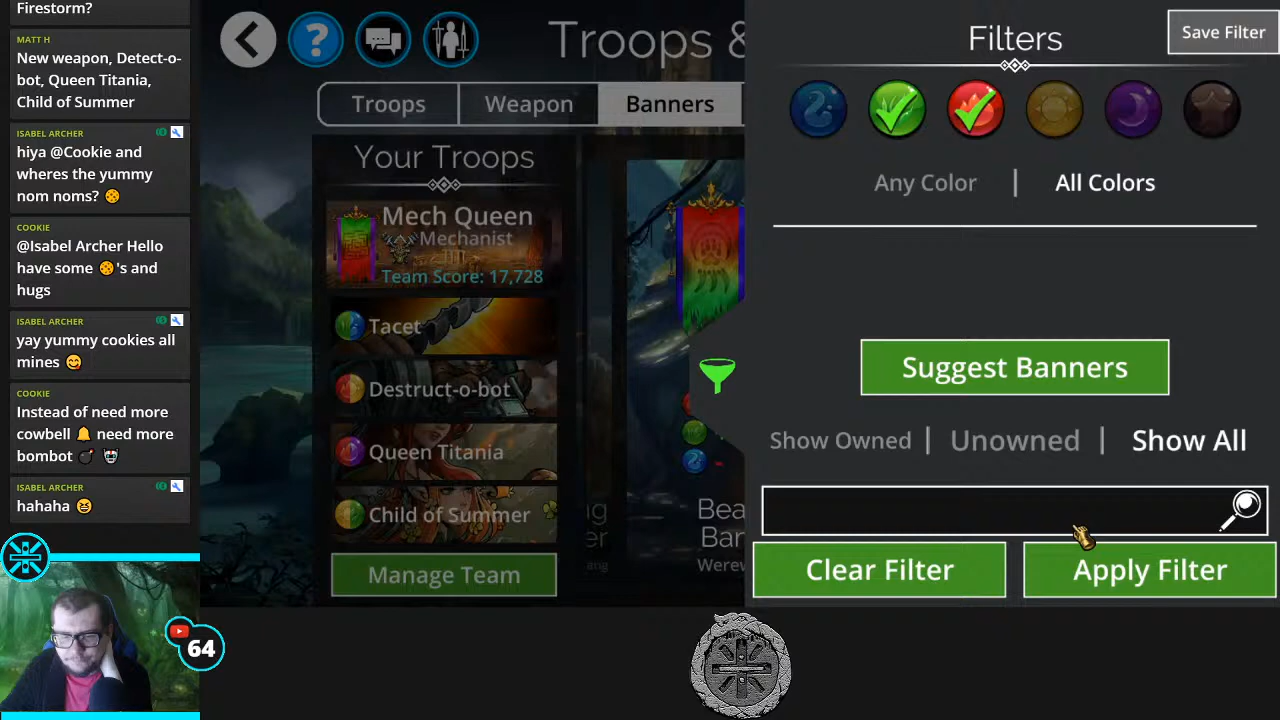 Firestorm?
MATT H
New weapon, Detect-o-
bot, Queen Titania,
Child of Summer
ISABEL ARCHER
hiya @Cookie and
wheres the yummy
nom noms? 🍪
COOKIE
@Isabel Archer Hello
have some 🍪's and
hugs
ISABEL ARCHER
yay yummy cookies all
mines 😋
COOKIE
Instead of need more
cowbell 🔔 need more
bombot 💣 🤖
ISABEL ARCHER
hahaha 😆
64
Troops &
Troops
Weapon
Banners
Your Troops
Mech Queen
Mechanist
Team Score: 17,728
Tacet
Destruct-o-bot
Queen Titania
Child of Summer
Manage Team
Bea
Ban
Werew
Filters
Save Filter
Any Color | All Colors
Suggest Banners
Show Owned | Unowned | Show All
Clear Filter
Apply Filter